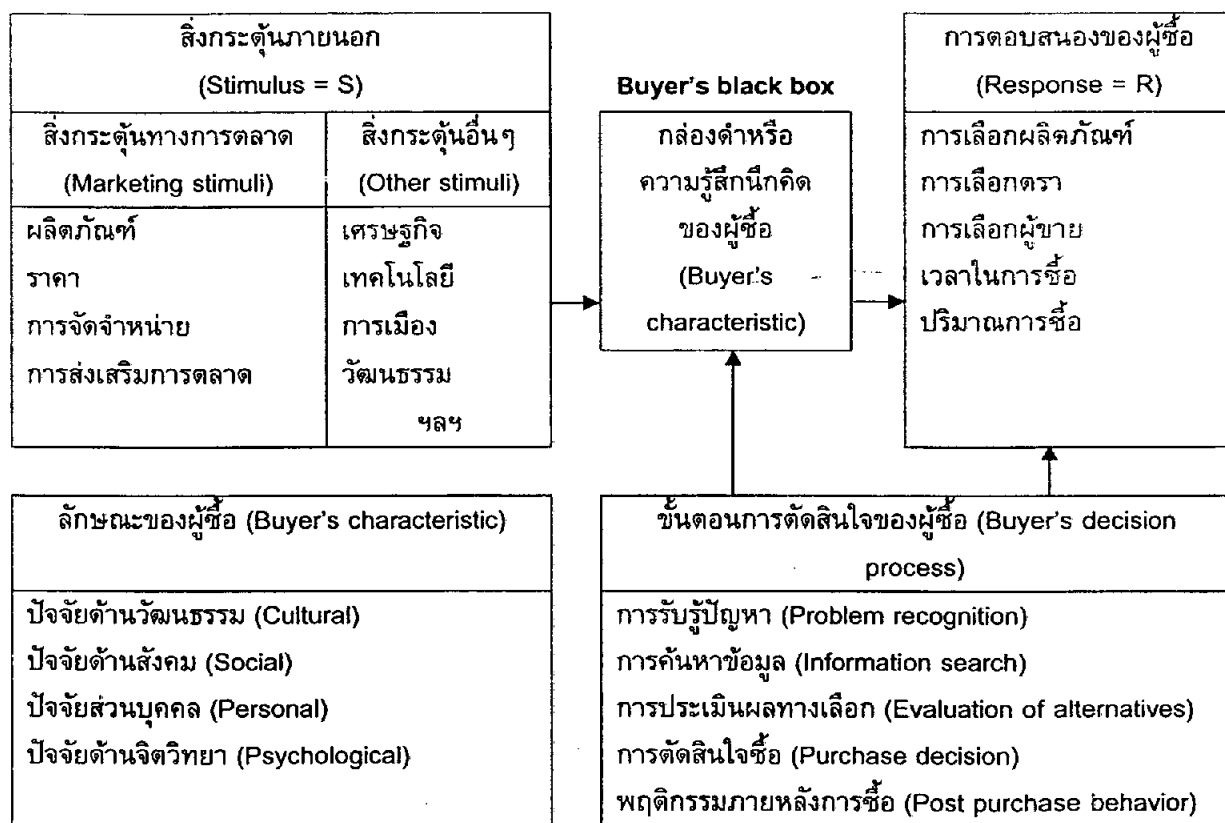 สิ่งกระตุ้นภายนอก
(Stimulus = S)
สิ่งกระตุ้นทางการตลาด
(Marketing stimuli)
สิ่งกระตุ้นอื่นๆ
(Other stimuli)
ผลิตภัณฑ์
ราคา
การจัดจำหน่าย
การส่งเสริมการตลาด
เศรษฐกิจ
เทคโนโลยี
การเมือง
วัฒนธรรม
ฯลฯ
Buyer's black box
กล่องดำหรือ
ความรู้สึกนึกคิด
ของผู้ซื้อ
(Buyer's
characteristic)
การตอบสนองของผู้ซื้อ
(Response = R)
การเลือกผลิตภัณฑ์
การเลือกตรา
การเลือกผู้ขาย
เวลาในการซื้อ
ปริมาณการซื้อ
ลักษณะของผู้ซื้อ (Buyer's characteristic)
ปัจจัยด้านวัฒนธรรม (Cultural)
ปัจจัยด้านสังคม (Social)
ปัจจัยส่วนบุคคล (Personal)
ปัจจัยด้านจิตวิทยา (Psychological)
ขั้นตอนการตัดสินใจของผู้ซื้อ (Buyer's decision
process)
การรับรู้ปัญหา (Problem recognition)
การค้นหาข้อมูล (Information search)
การประเมินผลทางเลือก (Evaluation of alternatives)
การตัดสินใจซื้อ (Purchase decision)
พฤติกรรมภายหลังการซื้อ (Post purchase behavior)